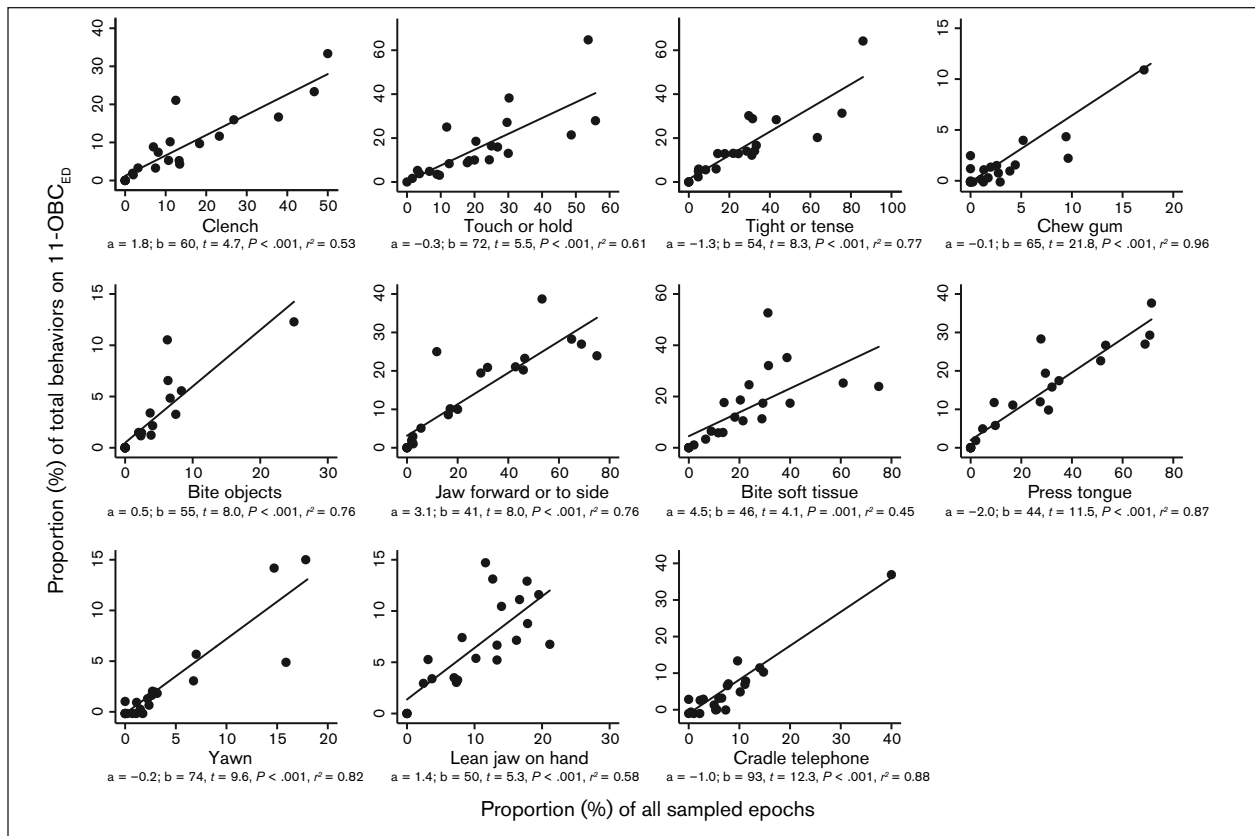 Proportion (%) of total behaviors on 11-OBC_ED
40
30
20
10
0
0 10 20 30 40 50
Clench
a = 1.8; b = 60, t = 4.7, P < .001, r² = 0.53
60
40
20
0
0 10 20 30 40 50 60
Touch or hold
a = −0.3; b = 72, t = 5.5, P < .001, r² = 0.61
60
40
20
0
0 20 40 60 80 100
Tight or tense
a = −1.3; b = 54, t = 8.3, P < .001, r² = 0.77
15
10
5
0
0 5 10 15 20
Chew gum
a = −0.1; b = 65, t = 21.8, P < .001, r² = 0.96
15
10
5
0
0 10 20 30
Bite objects
a = 0.5; b = 55, t = 8.0, P < .001, r² = 0.76
40
30
20
10
0
0 20 40 60 80
Jaw forward or to side
a = 3.1; b = 41, t = 8.0, P < .001, r² = 0.76
60
40
20
0
0 20 40 60 80
Bite soft tissue
a = 4.5; b = 46, t = 4.1, P = .001, r² = 0.45
40
30
20
10
0
0 20 40 60 80
Press tongue
a = −2.0; b = 44, t = 11.5, P < .001, r² = 0.87
15
10
5
0
0 5 10 15 20
Yawn
a = −0.2; b = 74, t = 9.6, P < .001, r² = 0.82
15
10
5
0
0 10 20 30
Lean jaw on hand
a = 1.4; b = 50, t = 5.3, P < .001, r² = 0.58
40
30
20
10
0
0 10 20 30 40
Cradle telephone
a = −1.0; b = 93, t = 12.3, P < .001, r² = 0.88
Proportion (%) of all sampled epochs